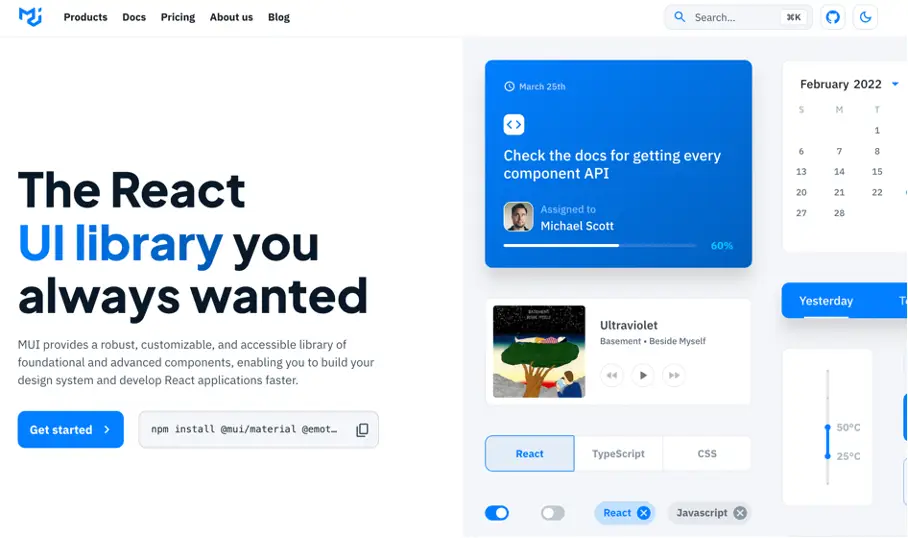 Products Docs Pricing About us Blog
Search… ⌘K
The React
UI library you
always wanted
MUI provides a robust, customizable, and accessible library of
foundational and advanced components, enabling you to build your
design system and develop React applications faster.
Get started
npm install @mui/material @emot…
March 25th
Check the docs for getting every
component API
Assigned to
Michael Scott
60%
BASEMENT
BESIDE MYSELF
Ultraviolet
Basement • Beside Myself
React TypeScript CSS
React Javascript
February 2022
S M T
1
6 7 8
13 14 15
20 21 22
27 28
Yesterday
50°C
25°C